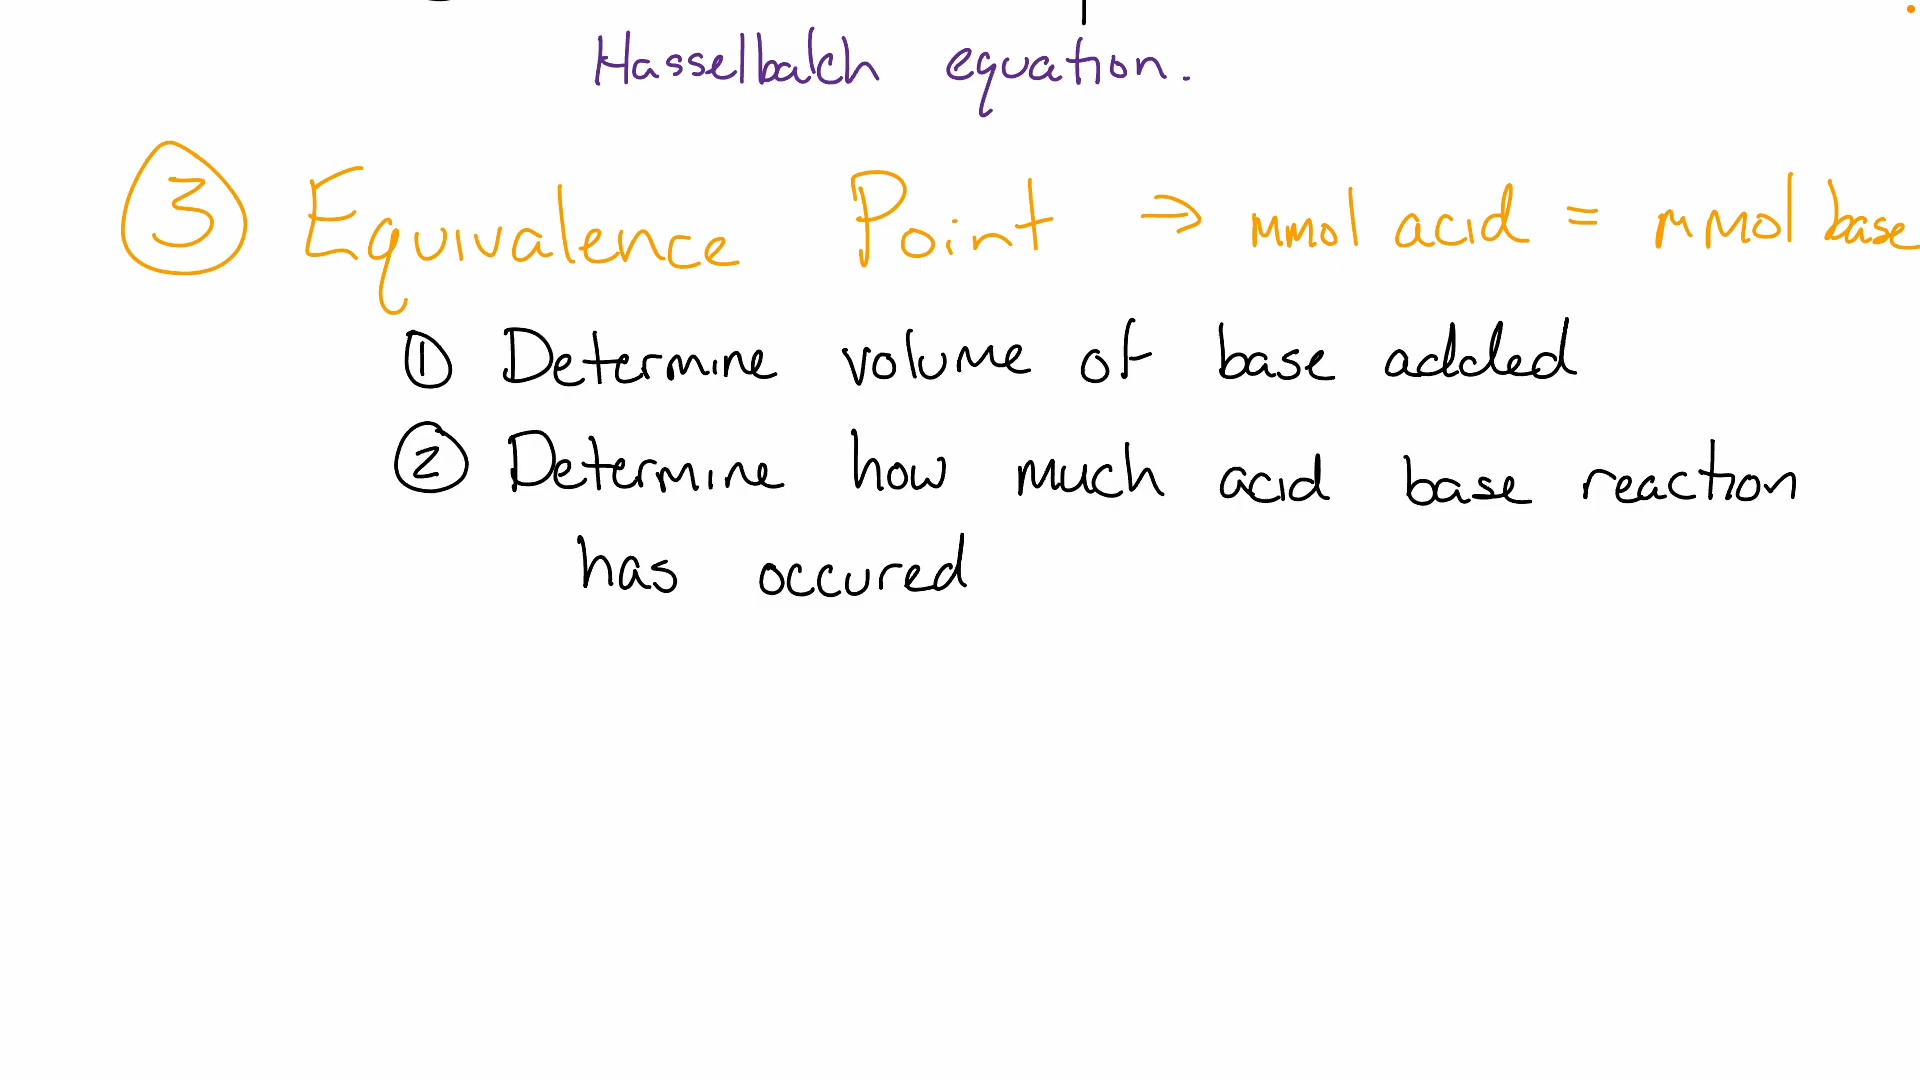 Hasselbalch equation.
③ Equivalence Point ⇒ mmol acid = mmol base
① Determine volume of base added
② Determine how much acid base reaction
has occured